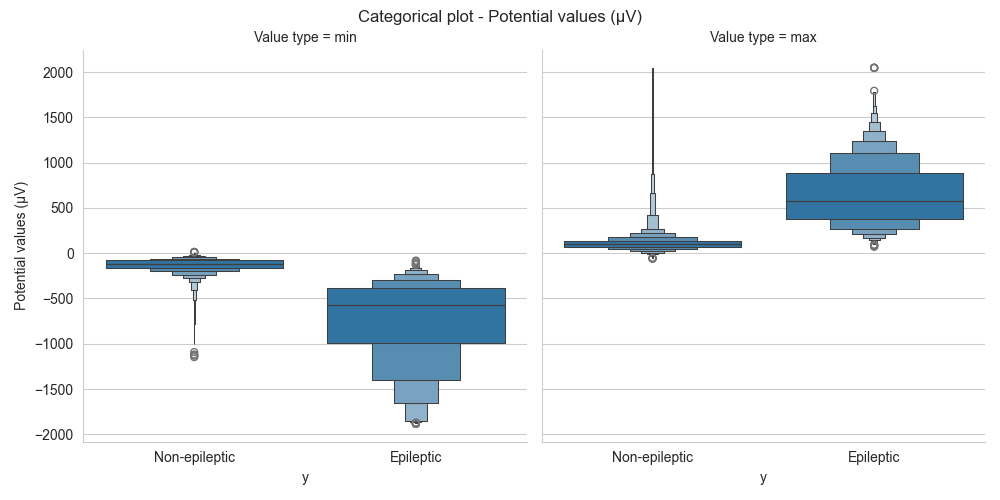 Categorical plot - Potential values (µV)
Value type = min
Value type = max
Potential values (µV)
2000
1500
1000
500
0
−500
−1000
−1500
−2000
Non-epileptic
Epileptic
Non-epileptic
Epileptic
y
y